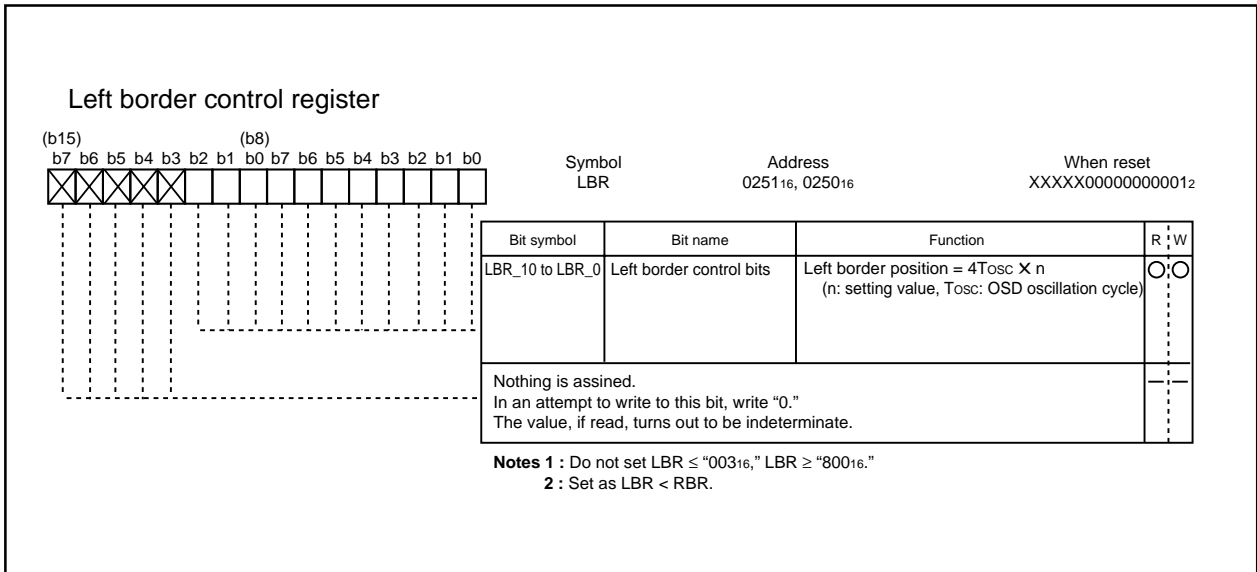 Left border control register
(b15) (b8)
b7 b6 b5 b4 b3 b2 b1 b0 b7 b6 b5 b4 b3 b2 b1 b0
Symbol Address When reset
LBR 025116, 025016 XXXXX000000000012
Bit symbol Bit name Function R W
LBR_10 to LBR_0 Left border control bits Left border position = 4Tosc X n
(n: setting value, Tosc: OSD oscillation cycle)
Nothing is assined.
In an attempt to write to this bit, write “0.”
The value, if read, turns out to be indeterminate.
Notes 1 : Do not set LBR ≤ “00316,” LBR ≥ “80016.”
2 : Set as LBR < RBR.